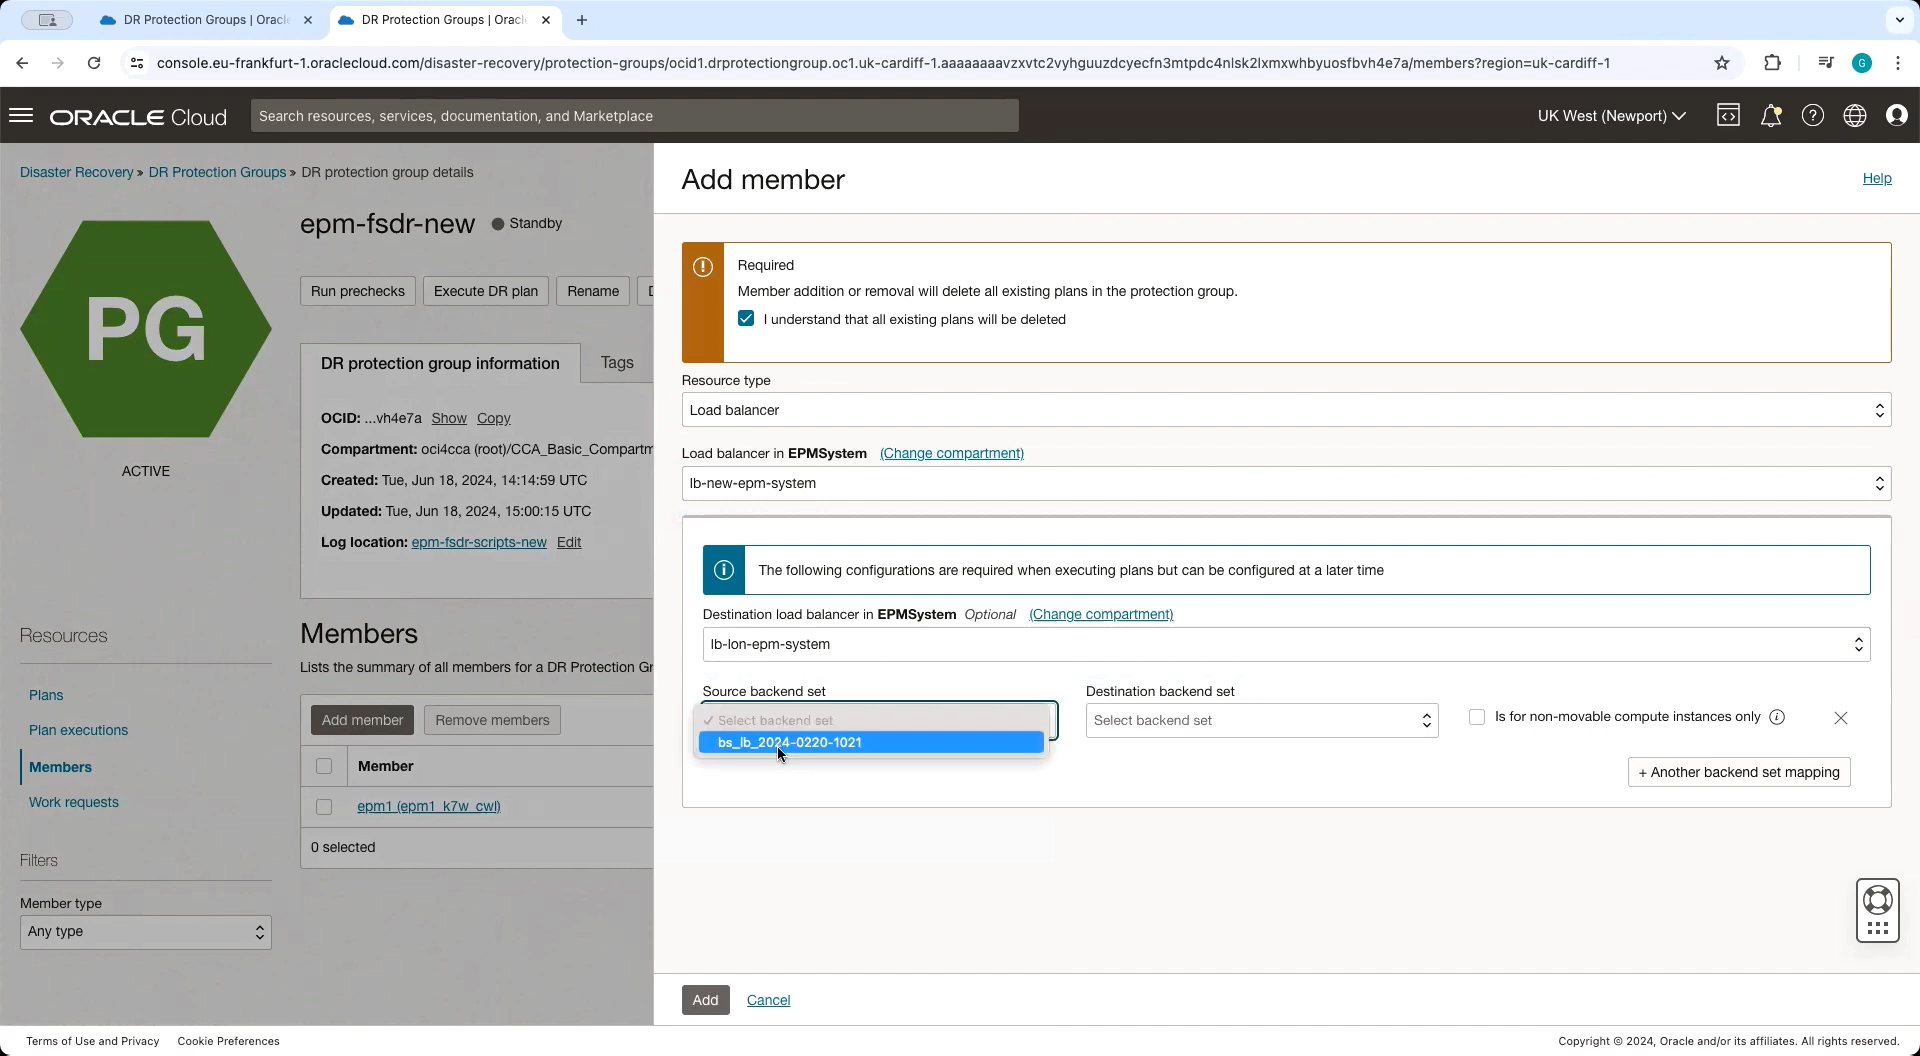 DR Protection Groups | Oracle
DR Protection Groups | Oracl
console.eu-frankfurt-1.oraclecloud.com/disaster-recovery/protection-groups/ocid1.drprotectiongroup.oc1.uk-cardiff-1.aaaaaaaavzxvtc2vyhguuzdcyecfn3mtpdc4nlsk2lxmxwhbyuosfbvh4e7a/members?region=uk-cardiff-1
G
ORACLE Cloud
Search resources, services, documentation, and Marketplace
UK West (Newport)
Disaster Recovery » DR Protection Groups » DR protection group details
PG
ACTIVE
epm-fsdr-new
Standby
Run prechecks
Execute DR plan
Rename
D
DR protection group information
Tags
OCID: ...vh4e7a Show Copy
Compartment: oci4cca (root)/CCA_Basic_Compartm
Created: Tue, Jun 18, 2024, 14:14:59 UTC
Updated: Tue, Jun 18, 2024, 15:00:15 UTC
Log location: epm-fsdr-scripts-new Edit
Resources
Plans
Plan executions
Members
Work requests
Filters
Member type
Any type
Members
Lists the summary of all members for a DR Protection Gr
Add member
Remove members
Member
epm1 (epm1_k7w_cwl)
0 selected
Add member
Help
Required
Member addition or removal will delete all existing plans in the protection group.
I understand that all existing plans will be deleted
Resource type
Load balancer
Load balancer in EPMSystem (Change compartment)
lb-new-epm-system
The following configurations are required when executing plans but can be configured at a later time
Destination load balancer in EPMSystem Optional (Change compartment)
lb-lon-epm-system
Source backend set
Select backend set
bs_lb_2024-0220-1021
Destination backend set
Select backend set
Is for non-movable compute instances only
+ Another backend set mapping
Add
Cancel
Terms of Use and Privacy
Cookie Preferences
Copyright © 2024, Oracle and/or its affiliates. All rights reserved.